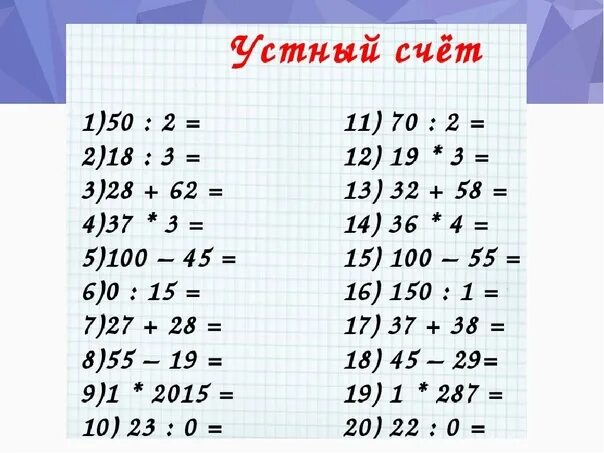 Устный счёт
1)50 : 2 =
2)18 : 3 =
3)28 + 62 =
4)37 * 3 =
5)100 – 45 =
6)0 : 15 =
7)27 + 28 =
8)55 – 19 =
9)1 * 2015 =
10) 23 : 0 =
11) 70 : 2 =
12) 19 * 3 =
13) 32 + 58 =
14) 36 * 4 =
15) 100 – 55 =
16) 150 : 1 =
17) 37 + 38 =
18) 45 – 29=
19) 1 * 287 =
20) 22 : 0 =